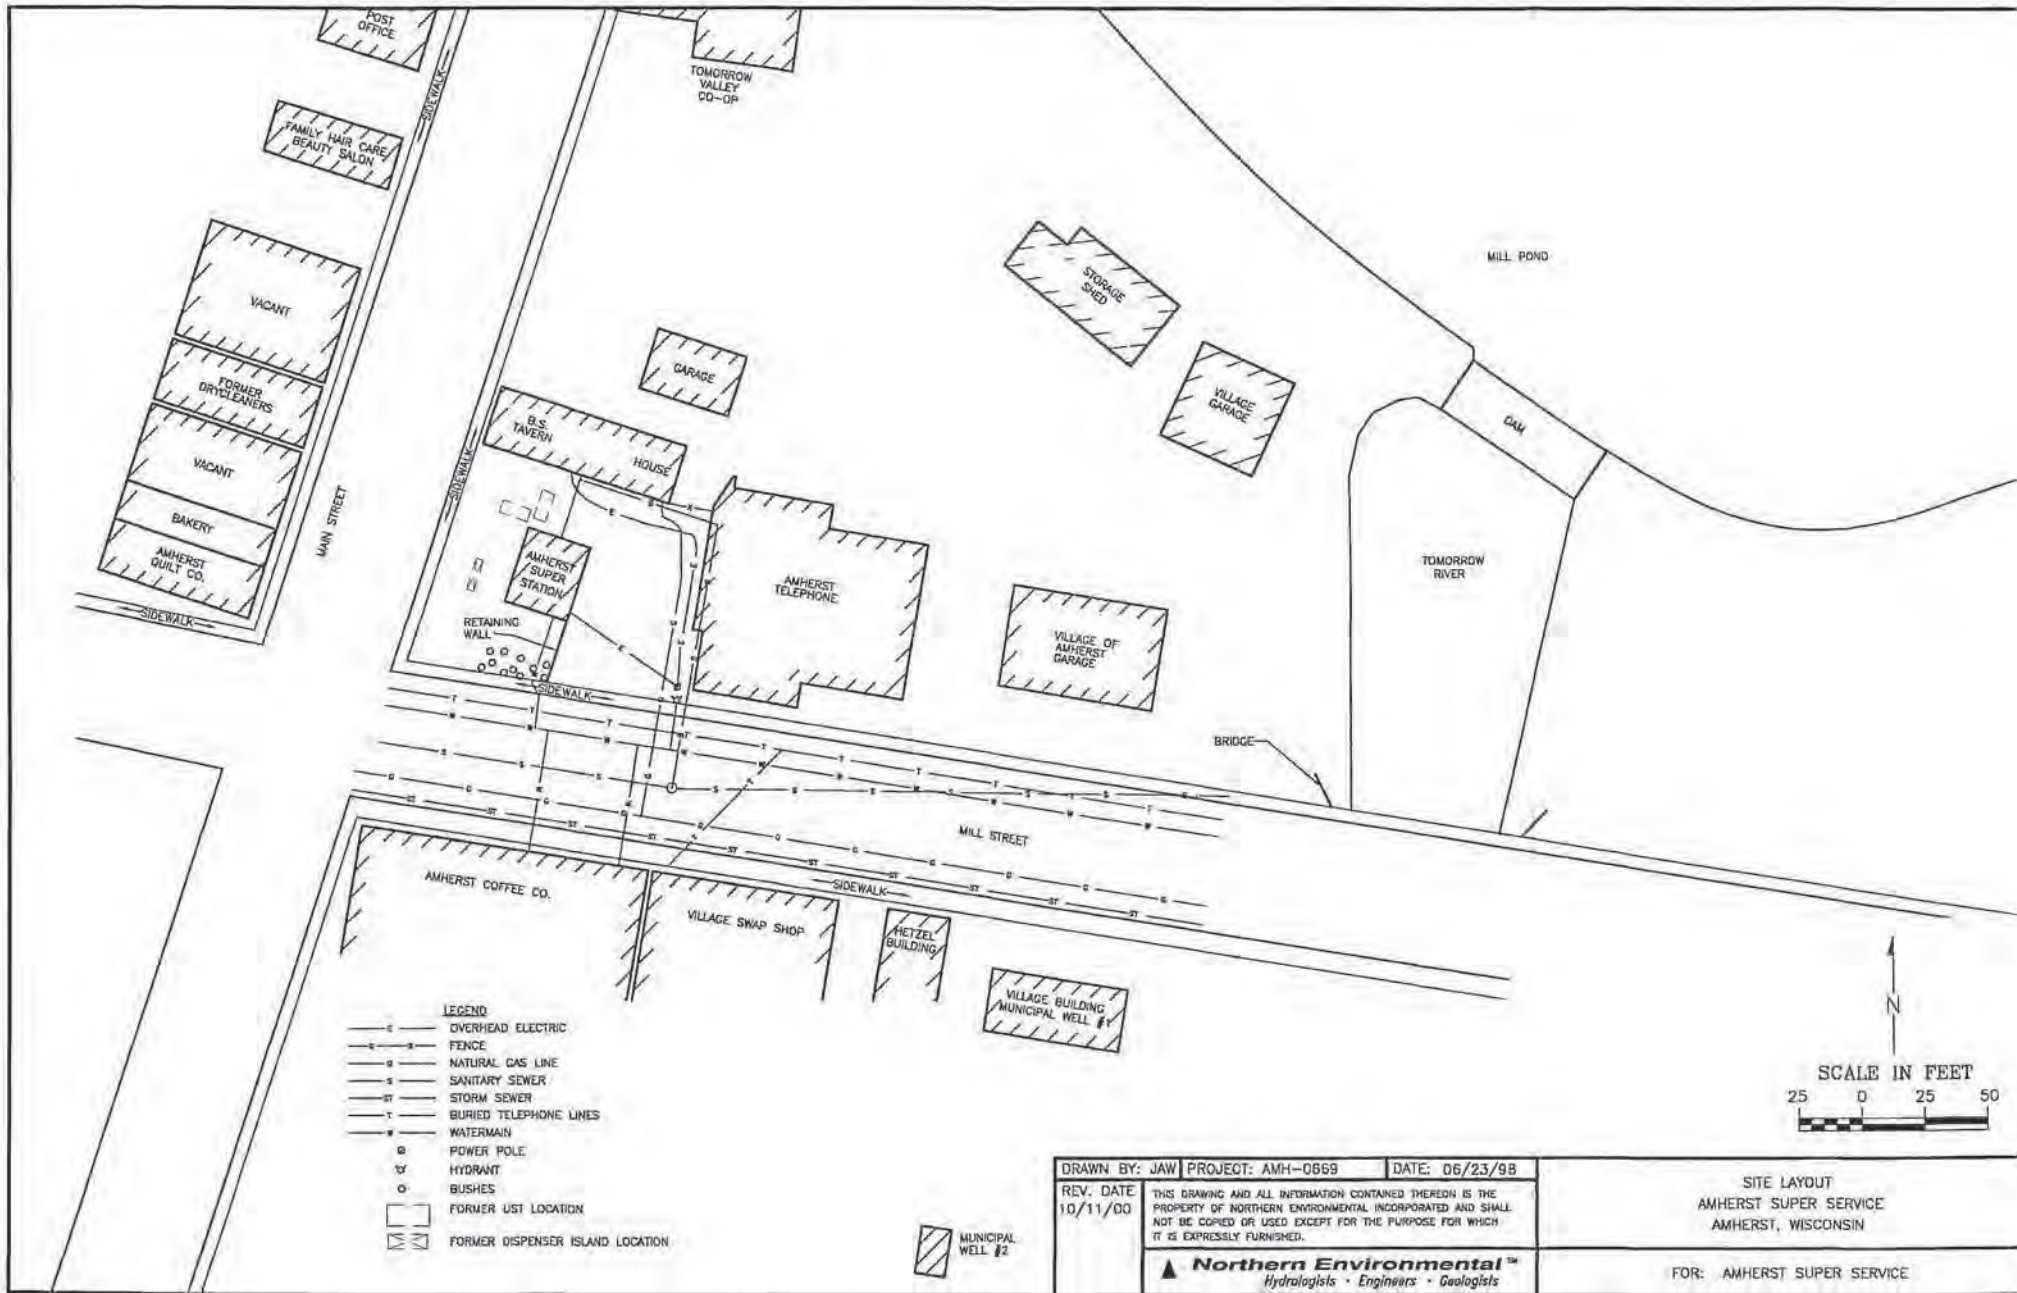 POST
OFFICE
SIDEWALK
TOMORROW
VALLEY
CO-OP
FAMILY HAIR CARE
BEAUTY SALON
VACANT
FORMER
DRYCLEANERS
VACANT
BAKERY
AMHERST
QUILT CO.
SIDEWALK
MAIN STREET
SIDEWALK
GARAGE
B.S.
TAVERN
HOUSE
AMHERST
SUPER
STATION
RETAINING
WALL
SIDEWALK
AMHERST
TELEPHONE
STORAGE
SHED
VILLAGE
GARAGE
MILL POND
DAM
TOMORROW
RIVER
VILLAGE OF
AMHERST
GARAGE
BRIDGE
MILL STREET
SIDEWALK
AMHERST COFFEE CO.
VILLAGE SWAP SHOP
HETZEL
BUILDING
VILLAGE BUILDING
MUNICIPAL WELL #1
MUNICIPAL
WELL #2
LEGEND
E OVERHEAD ELECTRIC
X FENCE
G NATURAL GAS LINE
S SANITARY SEWER
ST STORM SEWER
T BURIED TELEPHONE LINES
W WATERMAIN
POWER POLE
HYDRANT
BUSHES
FORMER UST LOCATION
FORMER DISPENSER ISLAND LOCATION
N
SCALE IN FEET
25 0 25 50
DRAWN BY: JAW PROJECT: AMH-0669 DATE: 06/23/98
REV. DATE
10/11/00
THIS DRAWING AND ALL INFORMATION CONTAINED THEREON IS THE
PROPERTY OF NORTHERN ENVIRONMENTAL INCORPORATED AND SHALL
NOT BE COPIED OR USED EXCEPT FOR THE PURPOSE FOR WHICH
IT IS EXPRESSLY FURNISHED.
Northern Environmental ℠
Hydrologists • Engineers • Geologists
SITE LAYOUT
AMHERST SUPER SERVICE
AMHERST, WISCONSIN
FOR: AMHERST SUPER SERVICE